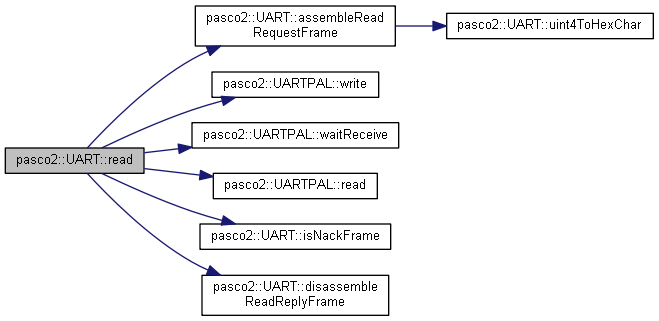 pasco2::UART::assembleRead
RequestFrame
pasco2::UART::uint4ToHexChar
pasco2::UARTPAL::write
pasco2::UARTPAL::waitReceive
pasco2::UART::read
pasco2::UARTPAL::read
pasco2::UART::isNackFrame
pasco2::UART::disassemble
ReadReplyFrame